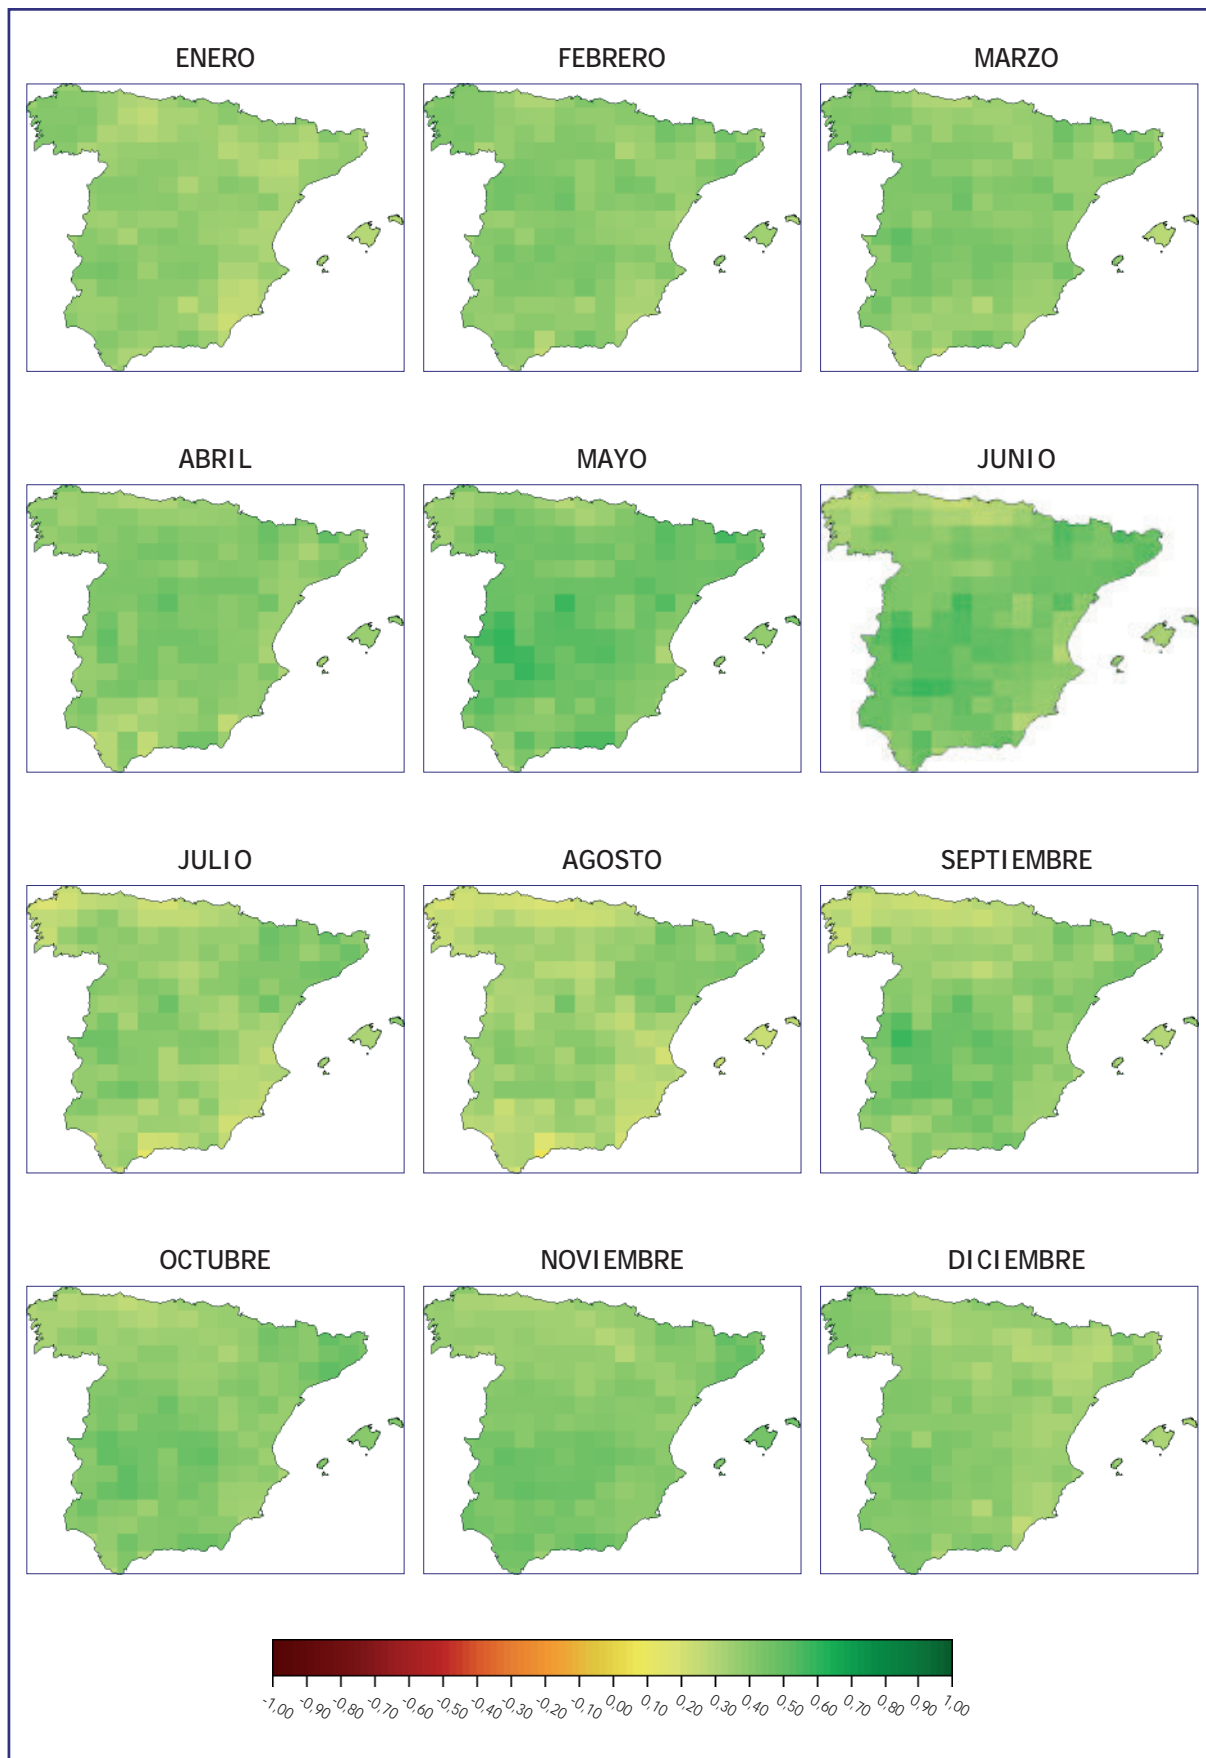 ENERO FEBRERO MARZO
ABRIL MAYO JUNIO
JULIO AGOSTO SEPTIEMBRE
OCTUBRE NOVIEMBRE DICIEMBRE
-1,00 -0,90 -0,80 -0,70 -0,60 -0,50 -0,40 -0,30 -0,20 -0,10 0,00 0,10 0,20 0,30 0,40 0,50 0,60 0,70 0,80 0,90 1,00